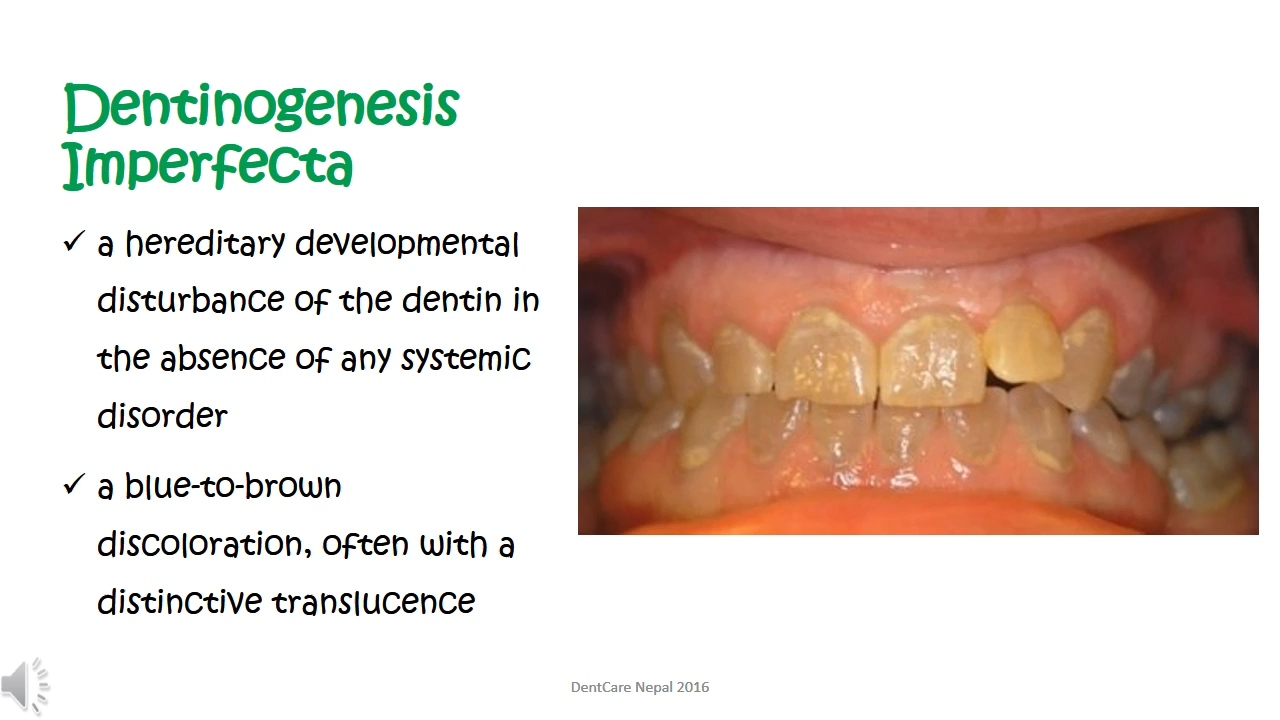 Dentinogenesis
Imperfecta
✓ a hereditary developmental
disturbance of the dentin in
the absence of any systemic
disorder
✓ a blue-to-brown
discoloration, often with a
distinctive translucence
DentCare Nepal 2016